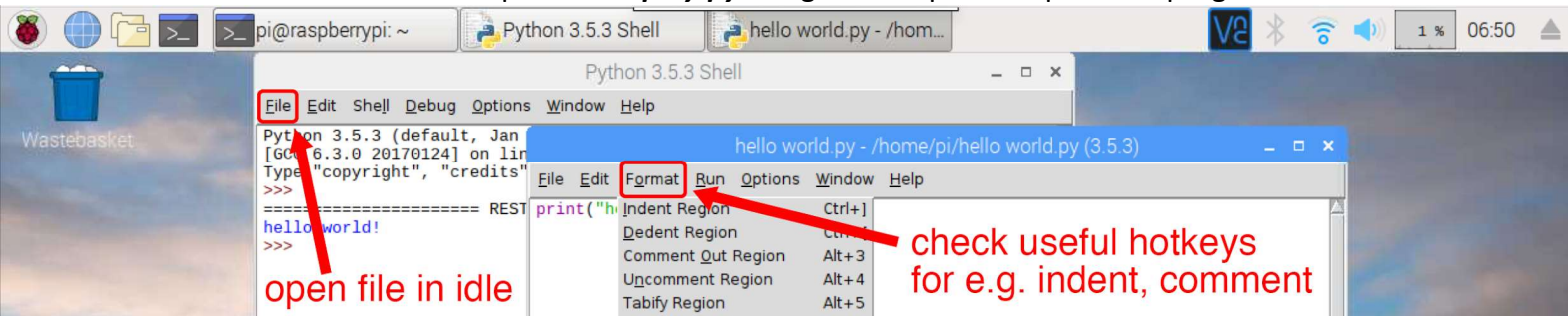 pi@raspberrypi: ~
Python 3.5.3 Shell
hello world.py - /hom...
1 %
06:50
Wastebasket
Python 3.5.3 Shell
File Edit Shell Debug Options Window Help
Python 3.5.3 (default, Jan
[GCC 6.3.0 20170124] on lin
Type "copyright", "credits"
>>>
====================== REST
hello world!
>>>
open file in idle
hello world.py - /home/pi/hello world.py (3.5.3)
File Edit Format Run Options Window Help
print("h
Indent Region Ctrl+]
Dedent Region
Comment Out Region Alt+3
Uncomment Region Alt+4
Tabify Region Alt+5
check useful hotkeys
for e.g. indent, comment